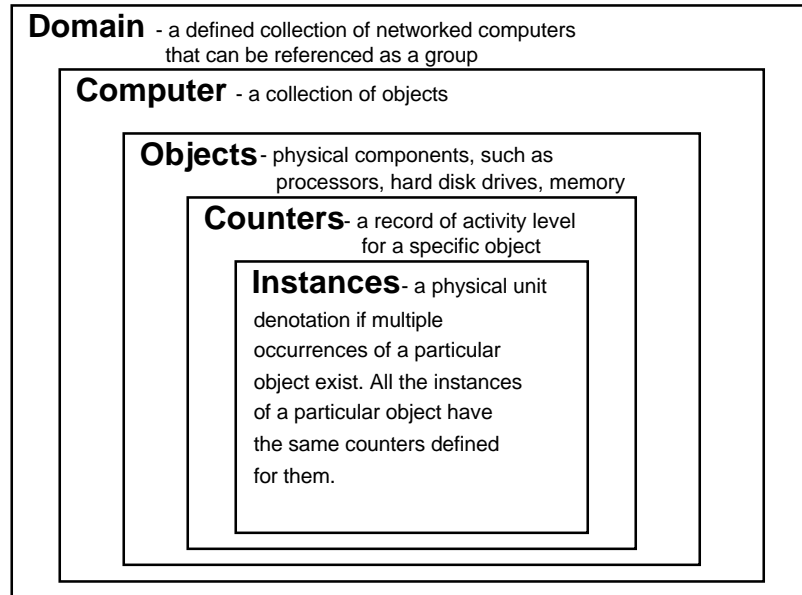 Domain - a defined collection of networked computers
that can be referenced as a group
Computer - a collection of objects
Objects - physical components, such as
processors, hard disk drives, memory
Counters - a record of activity level
for a specific object
Instances - a physical unit
denotation if multiple
occurrences of a particular
object exist. All the instances
of a particular object have
the same counters defined
for them.